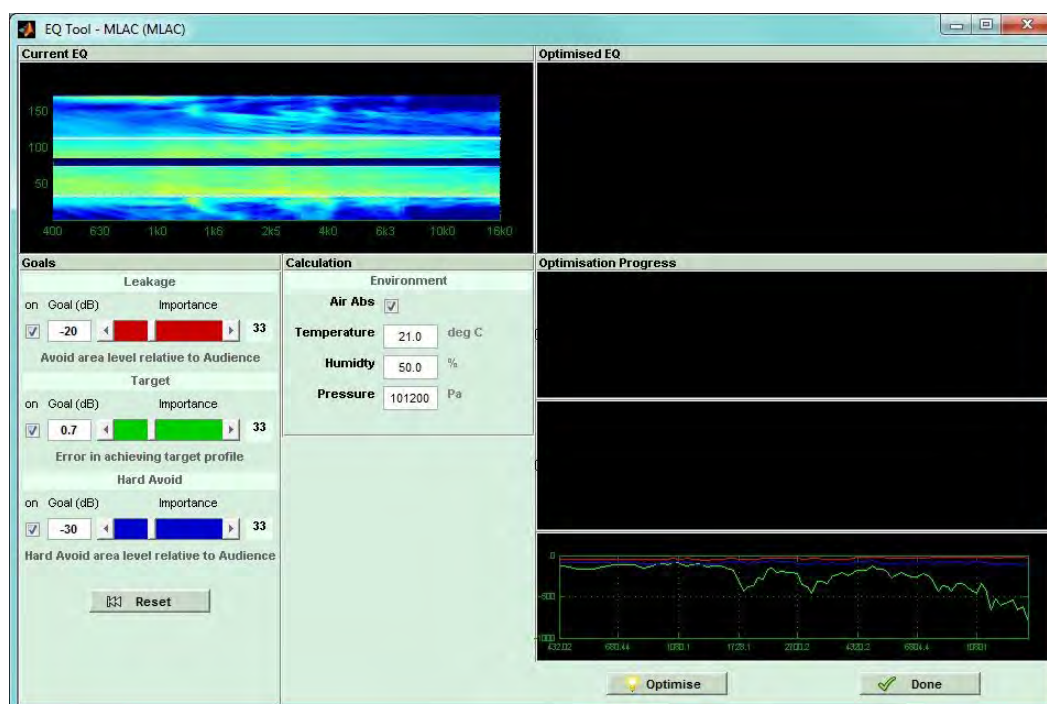 EQ Tool - MLAC (MLAC)
Current EQ
Optimised EQ
150
100
50
400 630 1k0 1k6 2k5 4k0 6k3 10k0 16k0
Goals
Leakage
on Goal (dB) Importance
-20 33
Avoid area level relative to Audience
Target
on Goal (dB) Importance
0.7 33
Error in achieving target profile
Hard Avoid
on Goal (dB) Importance
-30 33
Hard Avoid area level relative to Audience
Reset
Calculation
Environment
Air Abs
Temperature 21.0 deg C
Humidty 50.0 %
Pressure 101200 Pa
Optimisation Progress
0
-500
-1000
432.02 680.44 1080.1 1728.1 2800.2 4320.2 6804.4 10801
Optimise
Done